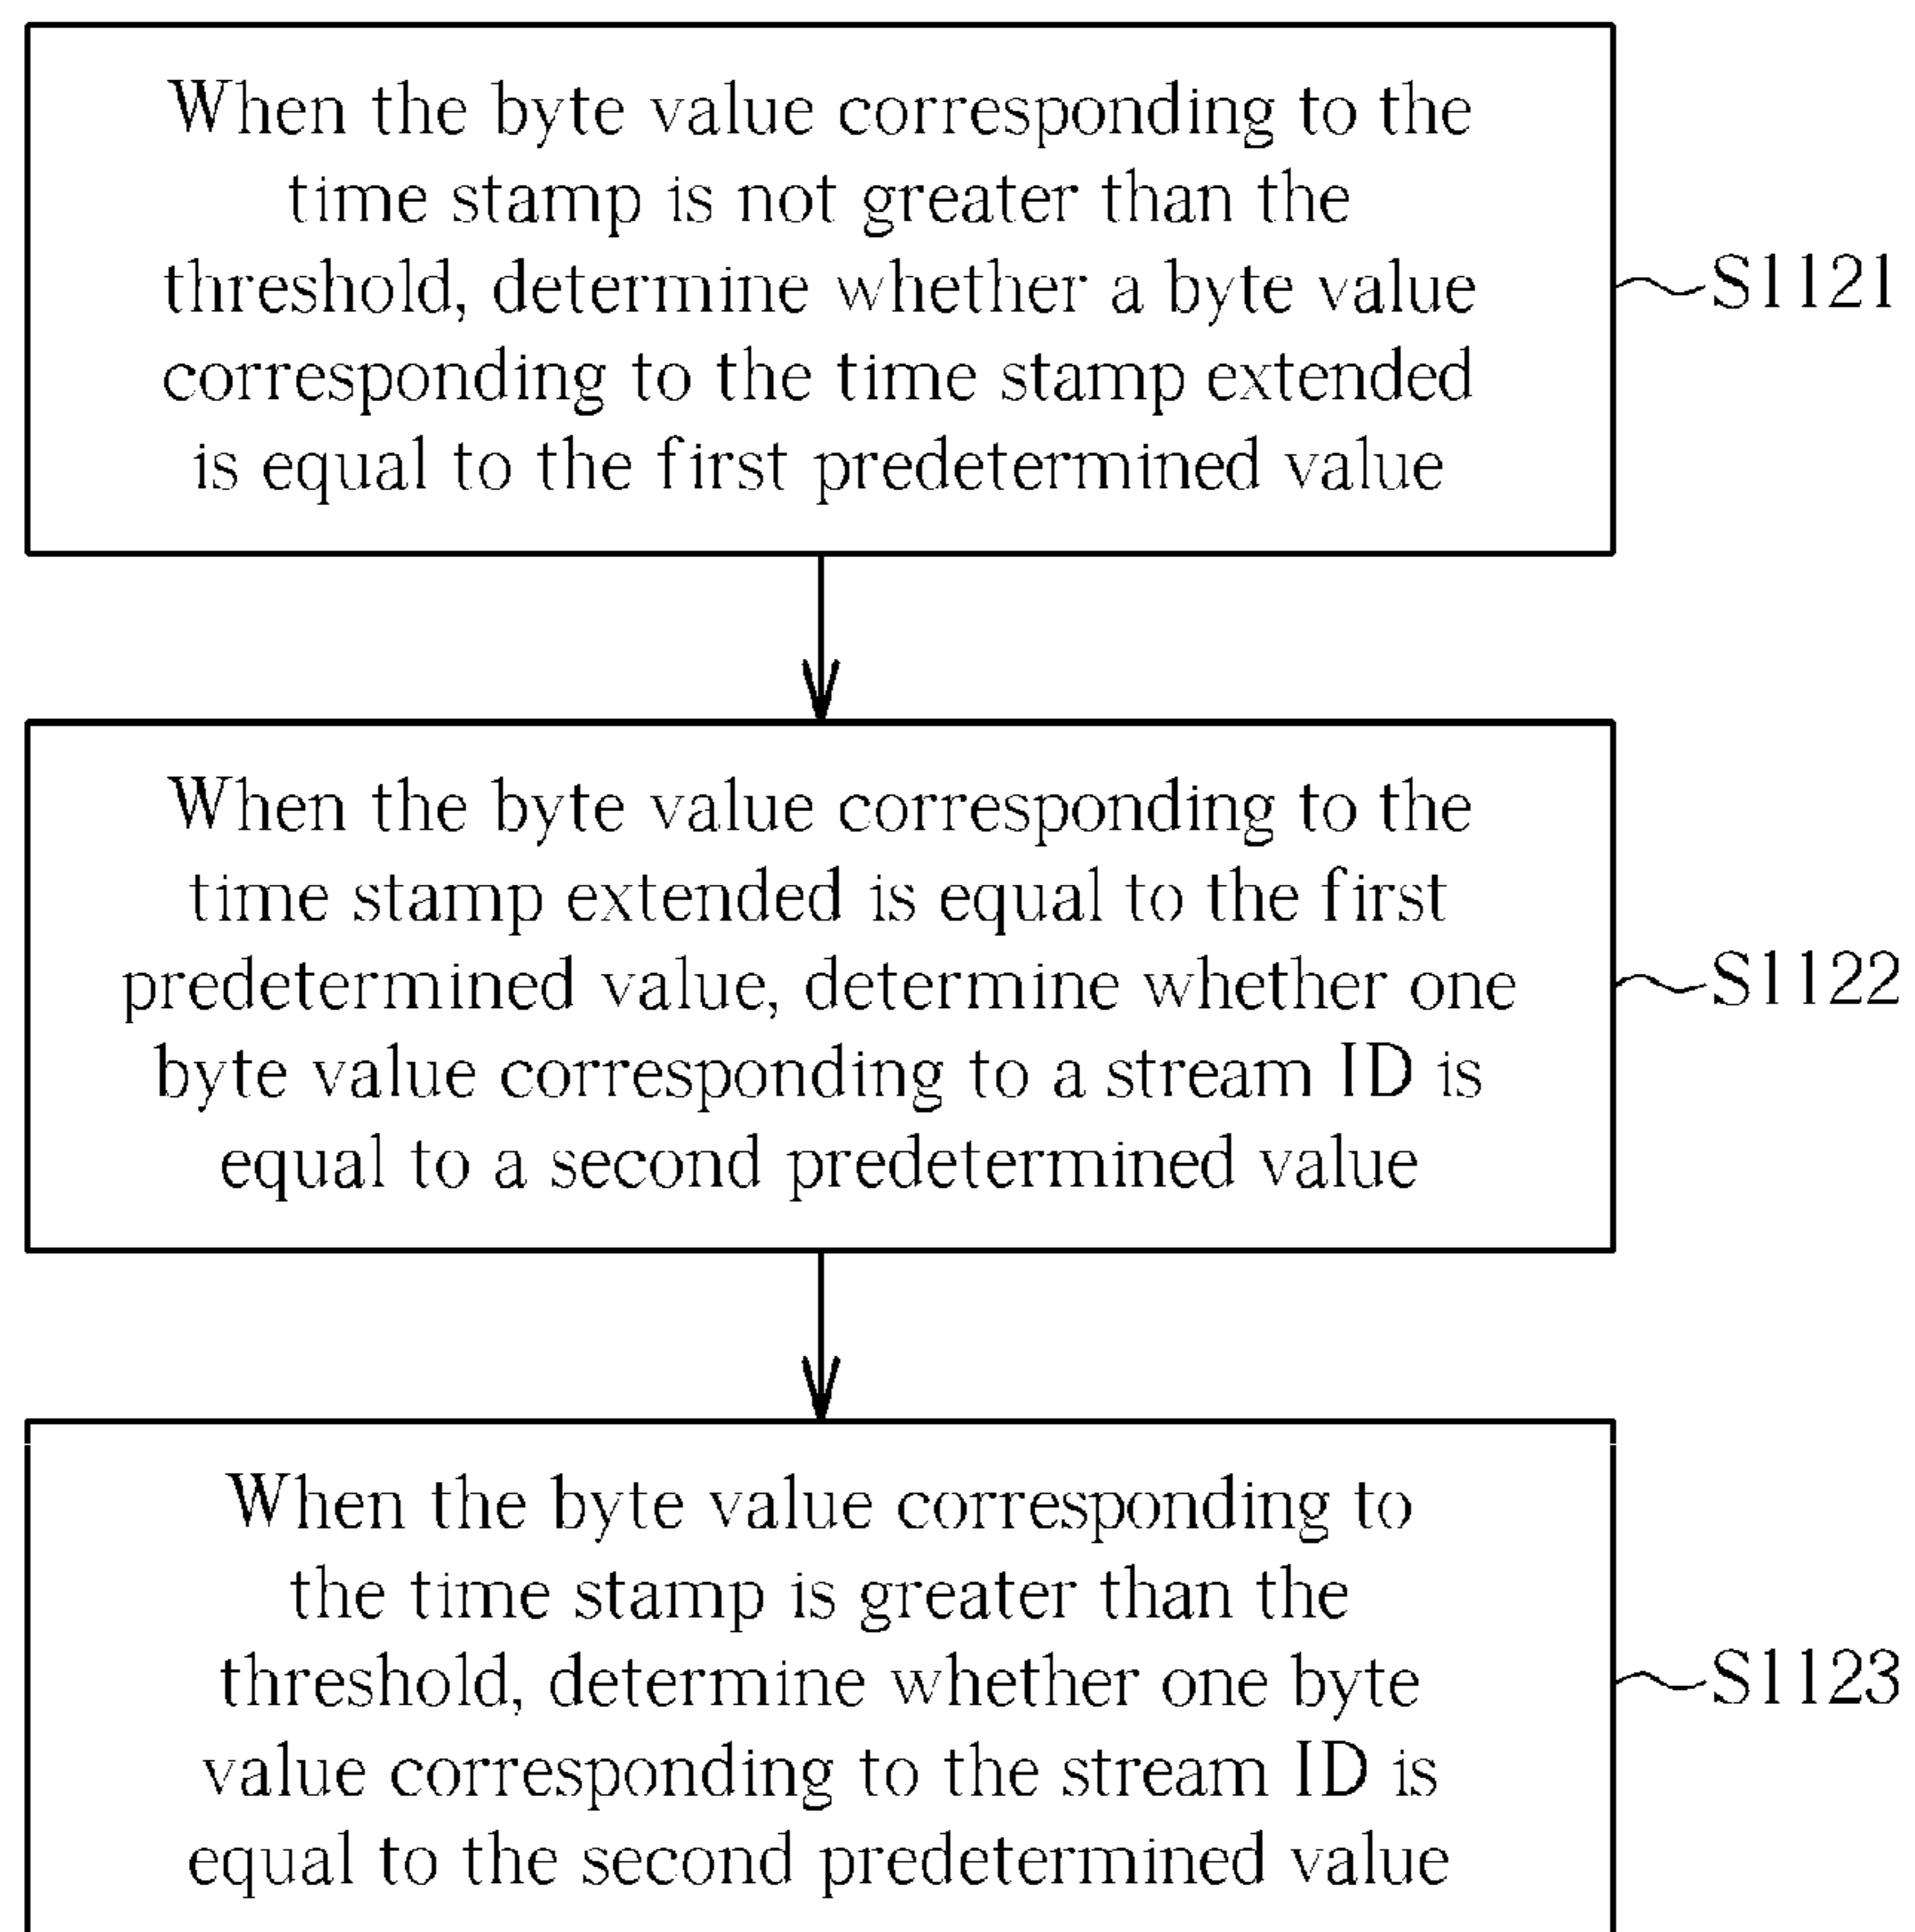 When the byte value corresponding to the
time stamp is not greater than the
threshold, determine whether a byte value
corresponding to the time stamp extended
is equal to the first predetermined value
S1121
When the byte value corresponding to the
time stamp extended is equal to the first
predetermined value, determine whether one
byte value corresponding to a stream ID is
equal to a second predetermined value
S1122
When the byte value corresponding to
the time stamp is greater than the
threshold, determine whether one byte
value corresponding to the stream ID is
equal to the second predetermined value
S1123